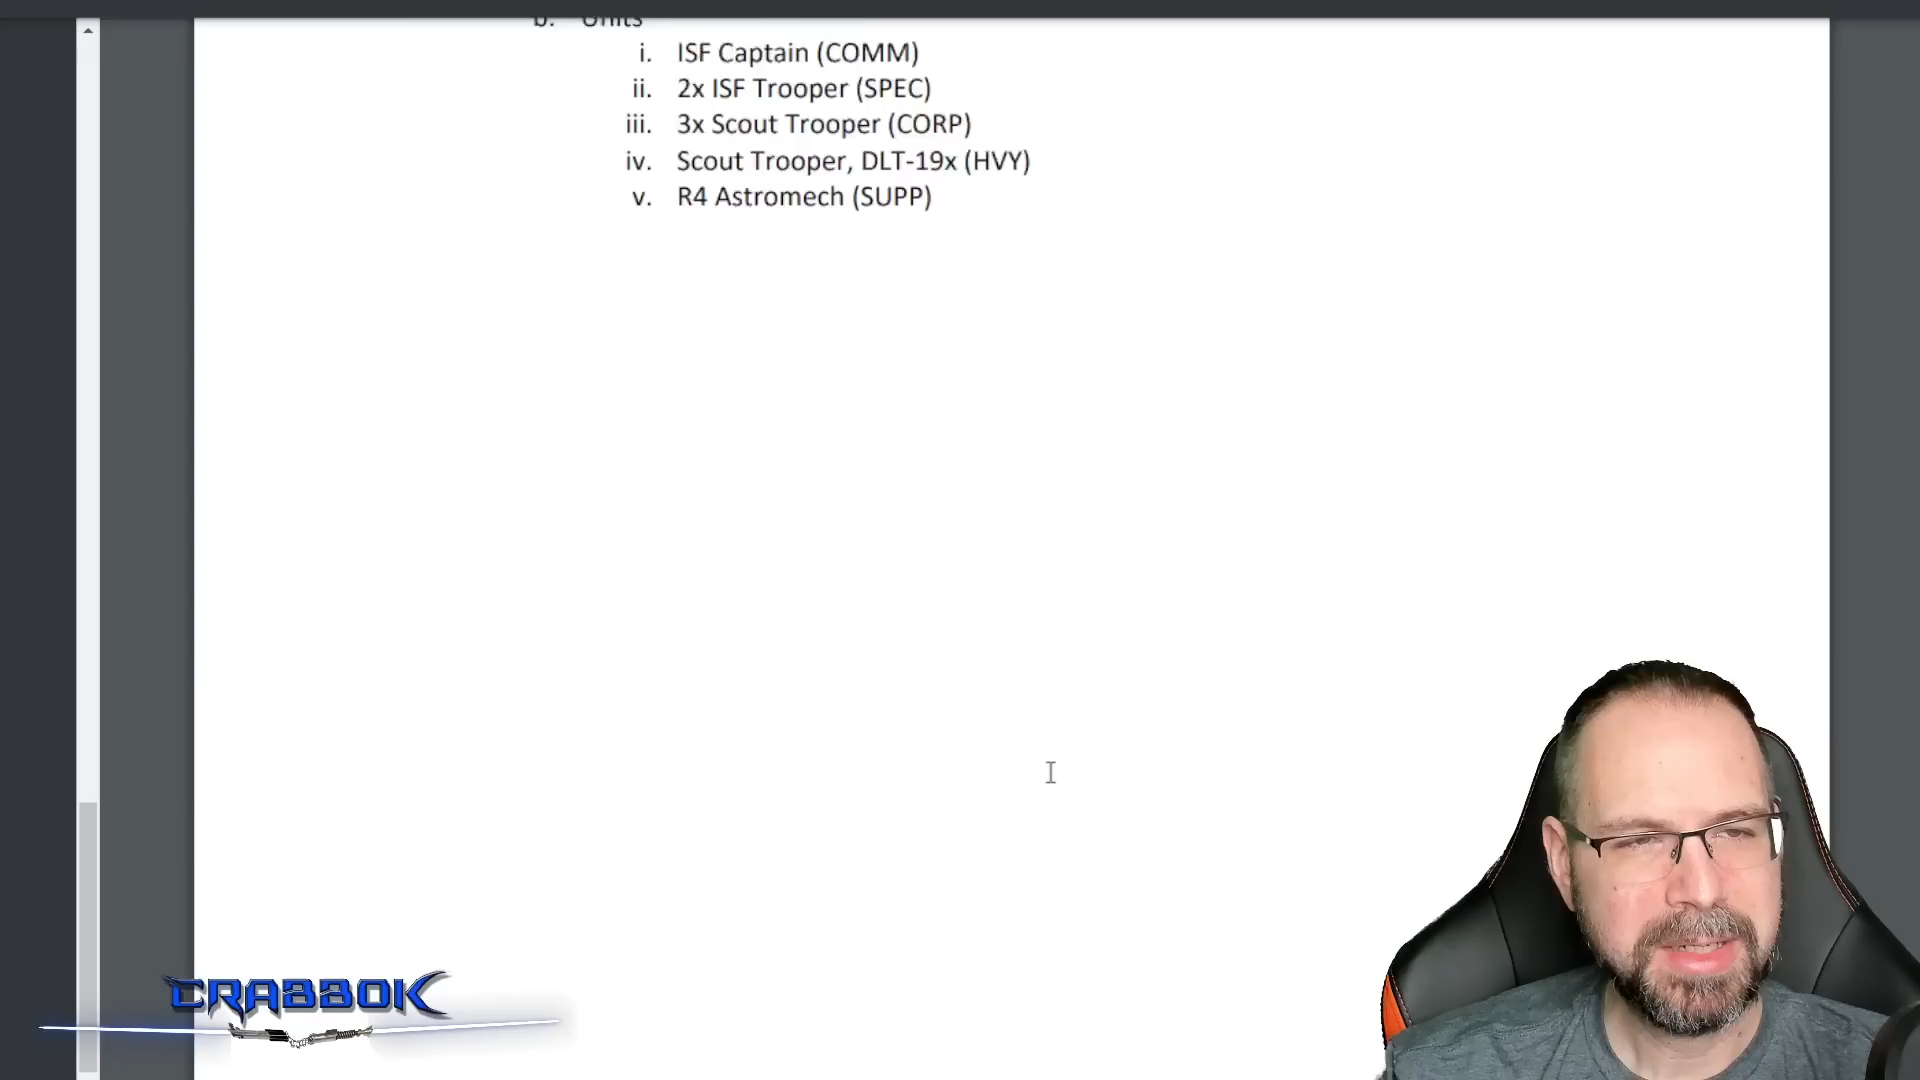 b. Units
i. ISF Captain (COMM)
ii. 2x ISF Trooper (SPEC)
iii. 3x Scout Trooper (CORP)
iv. Scout Trooper, DLT-19x (HVY)
v. R4 Astromech (SUPP)
CRABBOK